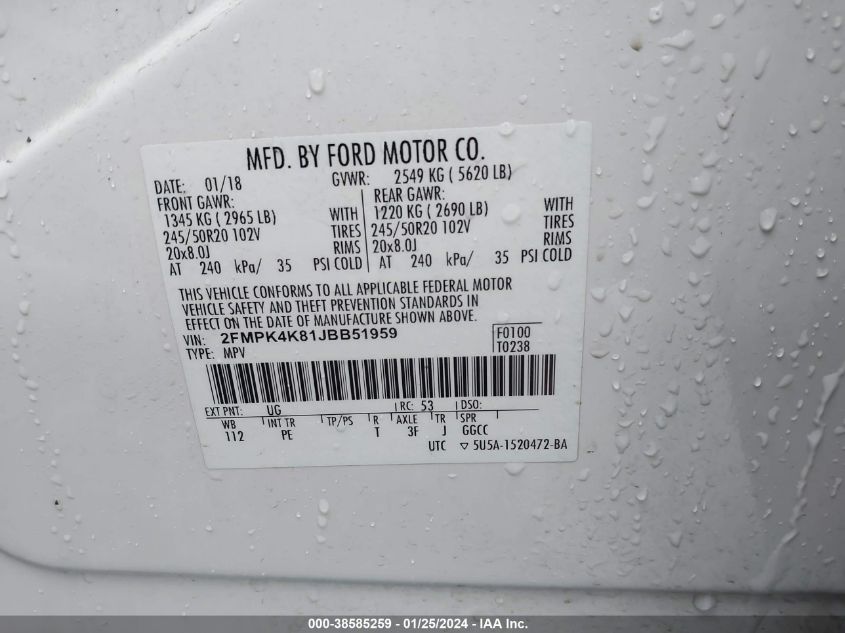 MFD. BY FORD MOTOR CO.
DATE: 01/18 GVWR: 2549 KG ( 5620 LB)
FRONT GAWR: REAR GAWR:
1345 KG ( 2965 LB) WITH 1220 KG ( 2690 LB) WITH
245/50R20 102V TIRES 245/50R20 102V TIRES
20x8.0J RIMS 20x8.0J RIMS
AT 240 kPa/ 35 PSI COLD AT 240 kPa/ 35 PSI COLD
THIS VEHICLE CONFORMS TO ALL APPLICABLE FEDERAL MOTOR
VEHICLE SAFETY AND THEFT PREVENTION STANDARDS IN
EFFECT ON THE DATE OF MANUFACTURE SHOWN ABOVE.
VIN: 2FMPK4K81JBB51959 F0100
TYPE: MPV T0238
EXT PNT: UG RC: 53 DSO:
WB INT TR TP/PS R AXLE TR SPR
112 PE T 3F J GGCC
UTC ▽ 5U5A-1520472-BA
000-38585259 - 01/25/2024 - IAA Inc.